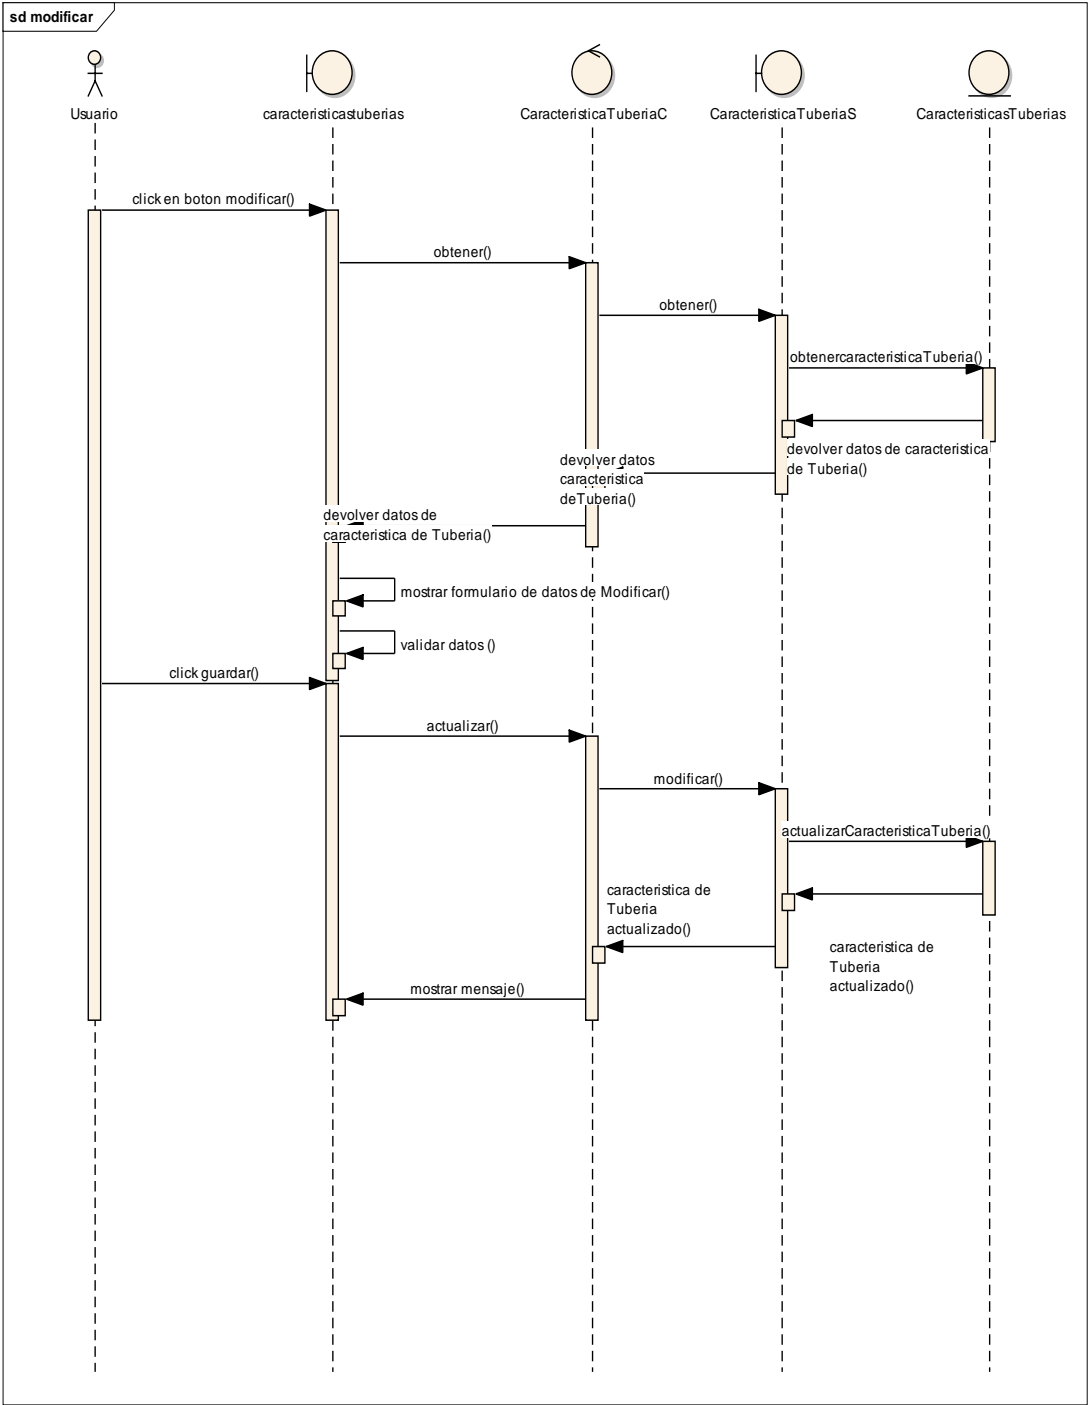 sd modificar
Usuario
caracteristicastuberias
CaracteristicaTuberiaC
CaracteristicaTuberiaS
CaracteristicasTuberias
click en boton modificar()
obtener()
obtener()
obtenercaracteristicaTuberia()
devolver datos de caracteristica
de Tuberia()
devolver datos
caracteristica
deTuberia()
devolver datos de
caracteristica de Tuberia()
mostrar formulario de datos de Modificar()
validar datos ()
click guardar()
actualizar()
modificar()
actualizarCaracteristicaTuberia()
caracteristica de
Tuberia
actualizado()
caracteristica de
Tuberia
actualizado()
mostrar mensaje()